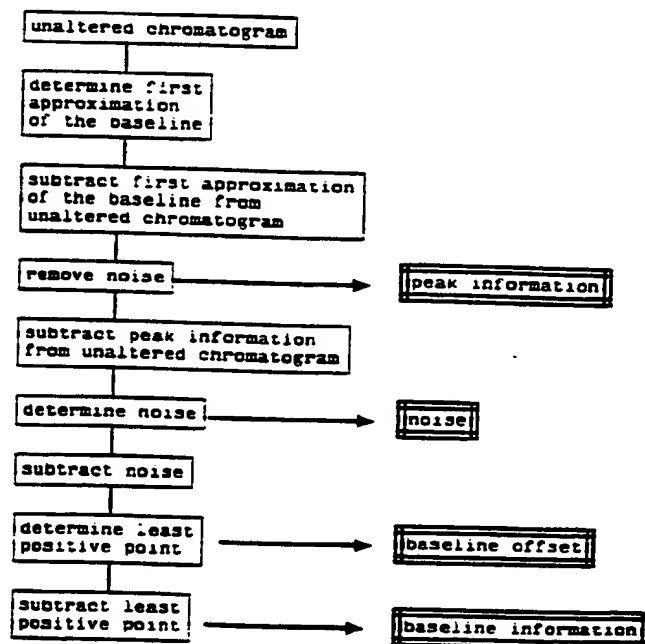 unaltered chromatogram
determine first
approximation
of the baseline
subtract first approximation
of the baseline from
unaltered chromatogram
remove noise
peak information
subtract peak information
from unaltered chromatogram
determine noise
noise
subtract noise
determine least
positive point
baseline offset
subtract least
positive point
baseline information